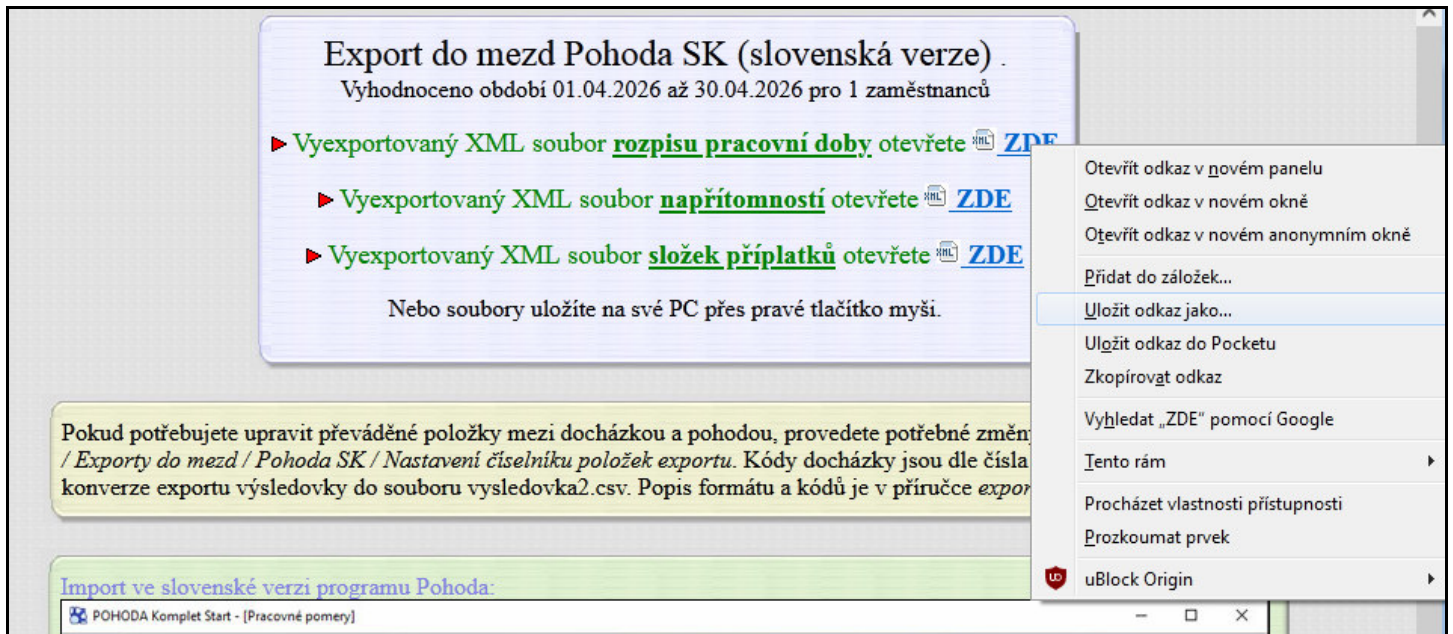 Export do mezd Pohoda SK (slovenská verze) .
Vyhodnoceno období 01.04.2026 až 30.04.2026 pro 1 zaměstnanců
Vyexportovaný XML soubor rozpisu pracovní doby otevřete ZDE
Vyexportovaný XML soubor napřítomností otevřete ZDE
Vyexportovaný XML soubor složek příplatků otevřete ZDE
Nebo soubory uložíte na své PC přes pravé tlačítko myši.
Otevřít odkaz v novém panelu
Otevřít odkaz v novém okně
Otevřít odkaz v novém anonymním okně
Přidat do záložek...
Uložit odkaz jako...
Uložit odkaz do Pocketu
Zkopírovat odkaz
Vyhledat „ZDE“ pomocí Google
Tento rám
Procházet vlastnosti přístupnosti
Prozkoumat prvek
uBlock Origin
Pokud potřebujete upravit převáděné položky mezi docházkou a pohodou, provedete potřebné změn
/ Exporty do mezd / Pohoda SK / Nastavení číselníku položek exportu. Kódy docházky jsou dle čísla
konverze exportu výsledovky do souboru vysledovka2.csv. Popis formátu a kódů je v příručce expor
Import ve slovenské verzi programu Pohoda:
POHODA Komplet Start - [Pracovné pomery]